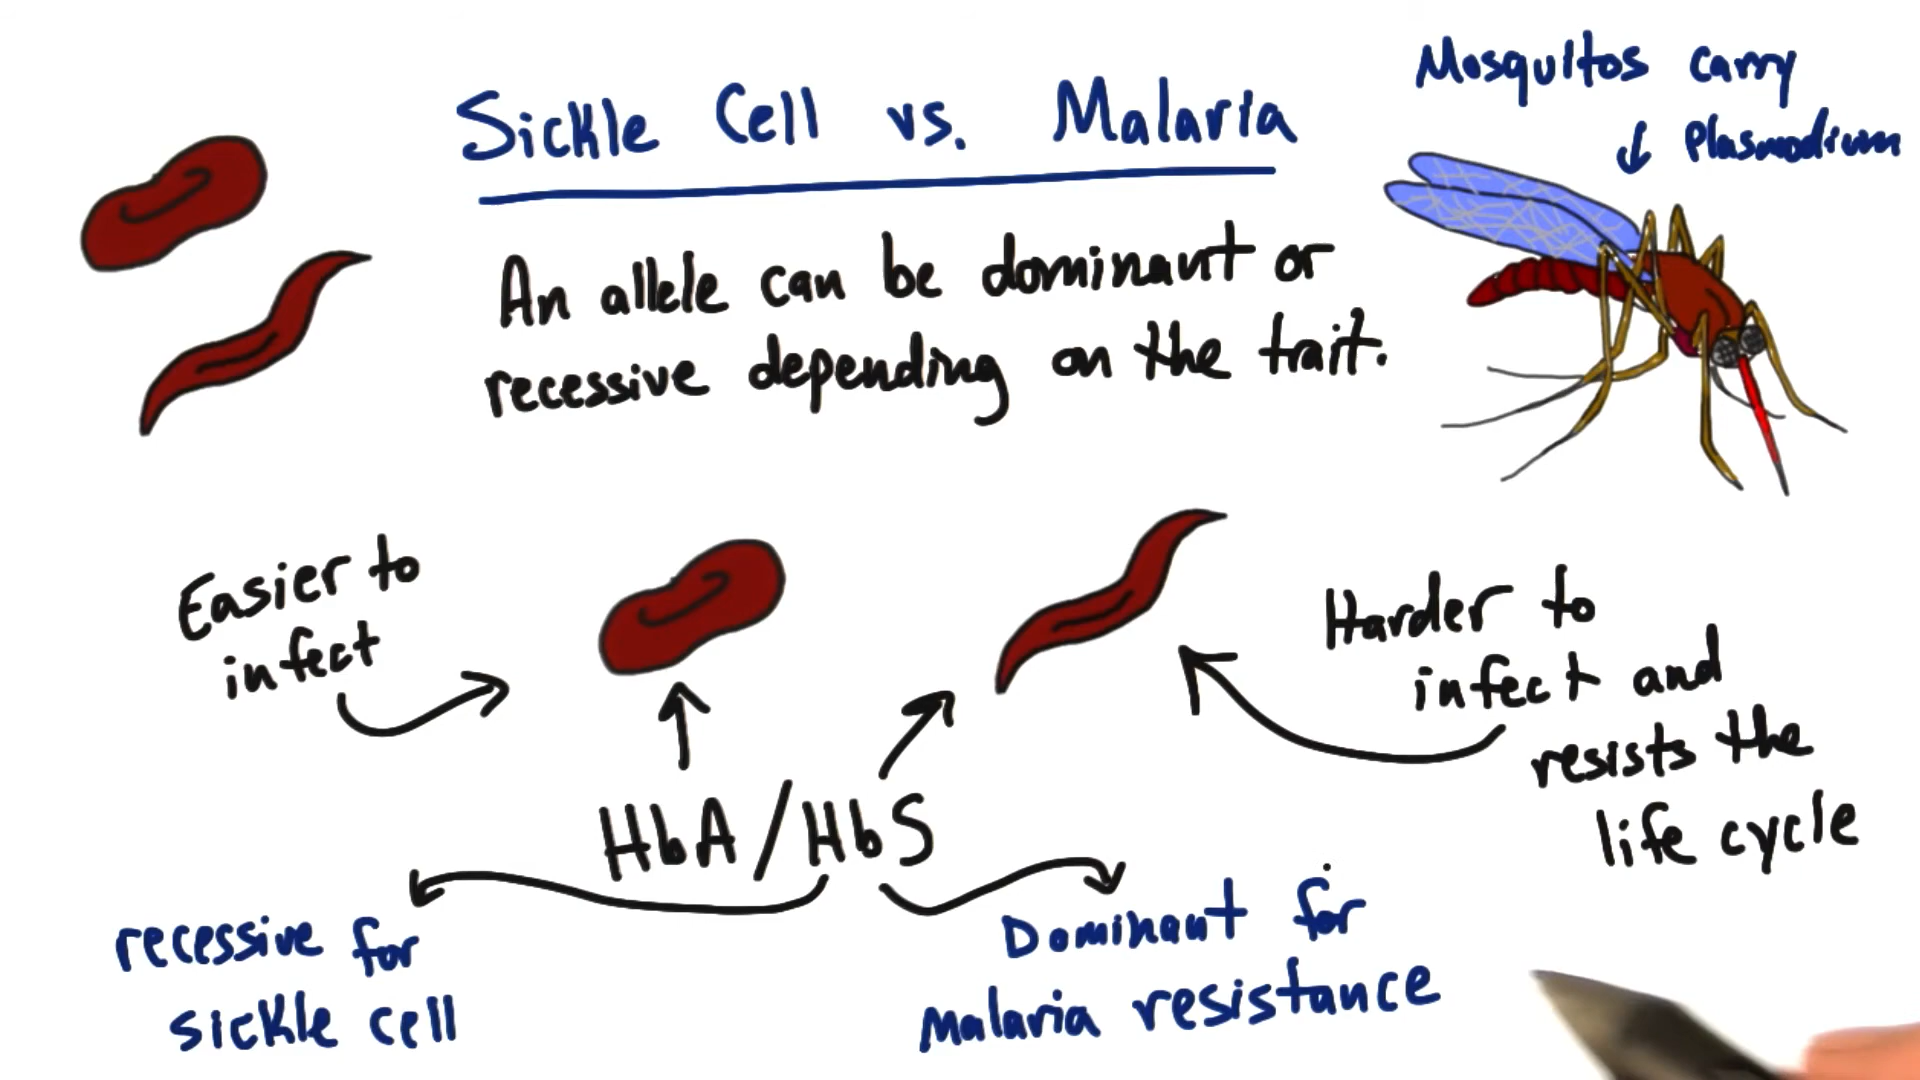 Sickle Cell vs. Malaria
Mosquitos carry
↓ Plasmodium
An allele can be dominant or
recessive depending on the trait.
Easier to
infect
Harder to
infect and
resists the
life cycle
HbA/HbS
recessive for
sickle cell
Dominant for
Malaria resistance